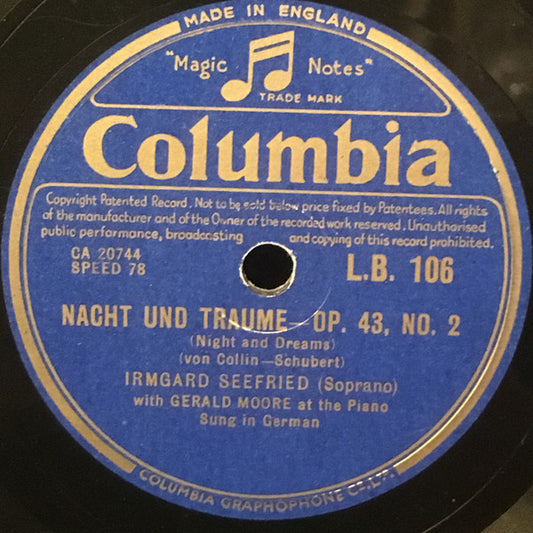 MADE IN ENGLAND
"Magic Notes"
TRADE MARK
Columbia
Copyright Patented Record. Not to be sold below price fixed by Patentees. All rights
of the manufacturer and of the Owner of the recorded work reserved. Unauthorised
public performance, broadcasting and copying of this record prohibited.
CA 20744
SPEED 78
L.B. 106
NACHT UND TRAUME—OP. 43, NO. 2
(Night and Dreams)
(von Collin—Schubert)
IRMGARD SEEFRIED (Soprano)
with GERALD MOORE at the Piano
Sung in German
COLUMBIA GRAPHOPHONE CO. LTD.